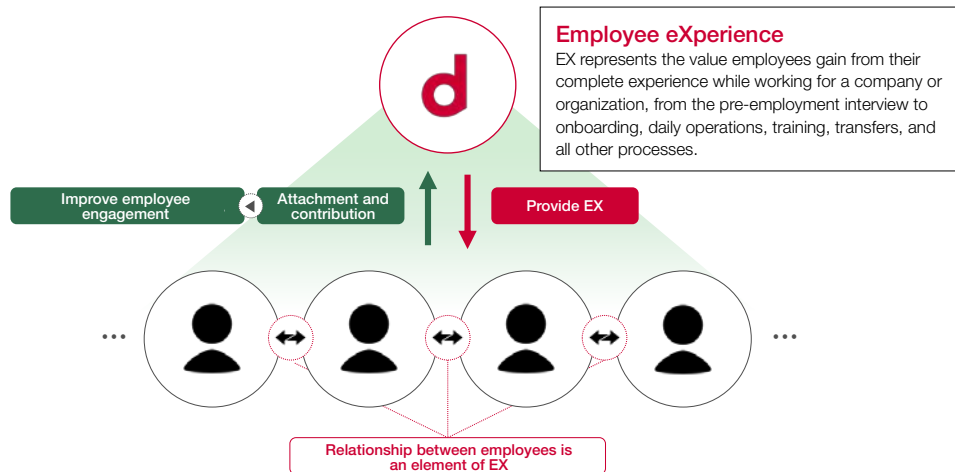 d
Employee eXperience
EX represents the value employees gain from their
complete experience while working for a company or
organization, from the pre-employment interview to
onboarding, daily operations, training, transfers, and
all other processes.
Improve employee
engagement
Attachment and
contribution
Provide EX
...
...
Relationship between employees is
an element of EX